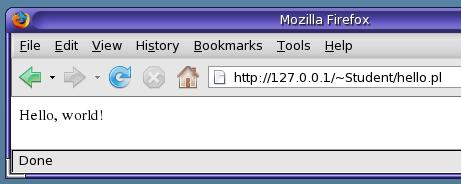 Mozilla Firefox
File Edit View History Bookmarks Tools Help
http://127.0.0.1/~Student/hello.pl
Hello, world!
Done